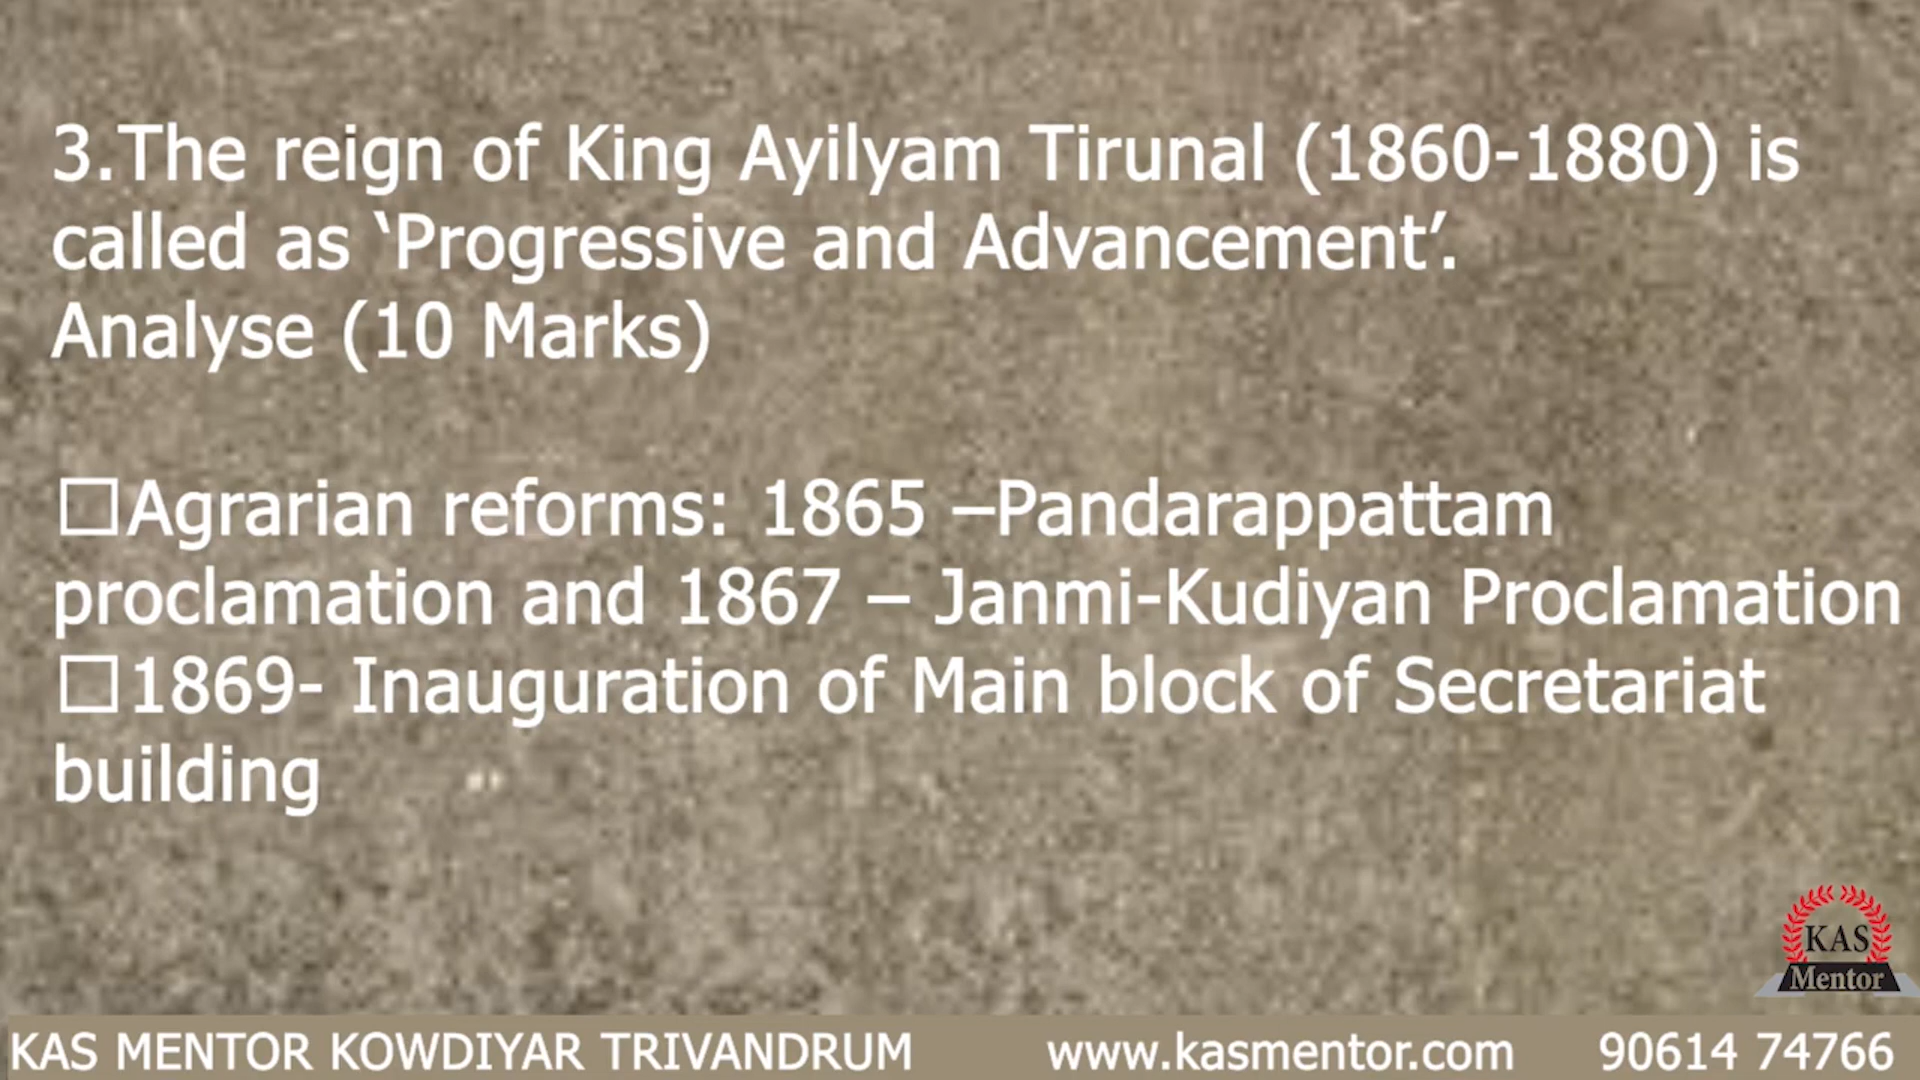 3.The reign of King Ayilyam Tirunal (1860-1880) is
called as ‘Progressive and Advancement’.
Analyse (10 Marks)
☐Agrarian reforms: 1865 –Pandarappattam
proclamation and 1867 – Janmi-Kudiyan Proclamation
☐1869- Inauguration of Main block of Secretariat
building
KAS
Mentor
KAS MENTOR KOWDIYAR TRIVANDRUM www.kasmentor.com 90614 74766